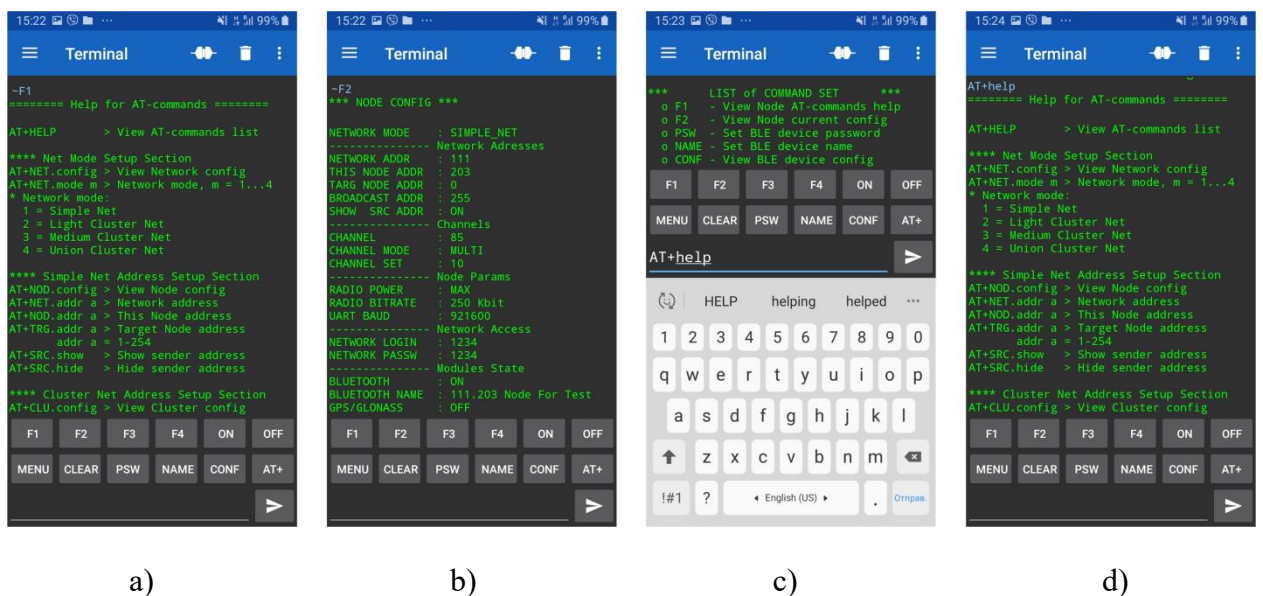 15:22 99%
Terminal
~F1
======== Help for AT-commands ========
AT+HELP > View AT-commands list
**** Net Mode Setup Section
AT+NET.config > View Network config
AT+NET.mode m > Network mode, m = 1...4
* Network mode:
1 = Simple Net
2 = Light Cluster Net
3 = Medium Cluster Net
4 = Union Cluster Net
**** Simple Net Address Setup Section
AT+NOD.config > View Node config
AT+NET.addr a > Network address
AT+NOD.addr a > This Node address
AT+TRG.addr a > Target Node address
addr a = 1-254
AT+SRC.show > Show sender address
AT+SRC.hide > Hide sender address
**** Cluster Net Address Setup Section
AT+CLU.config > View Cluster config
F1 F2 F3 F4 ON OFF
MENU CLEAR PSW NAME CONF AT+
a)
15:22 99%
Terminal
~F2
*** NODE CONFIG ***
NETWORK MODE : SIMPLE_NET
--------------- Network Adresses
NETWORK ADDR : 111
THIS NODE ADDR : 203
TARG NODE ADDR : 0
BROADCAST ADDR : 255
SHOW SRC ADDR : ON
--------------- Channels
CHANNEL : 85
CHANNEL MODE : MULTI
CHANNEL SET : 10
--------------- Node Params
RADIO POWER : MAX
RADIO BITRATE : 250 Kbit
UART BAUD : 921600
--------------- Network Access
NETWORK LOGIN : 1234
NETWORK PASSW : 1234
--------------- Modules State
BLUETOOTH : ON
BLUETOOTH NAME : 111.203 Node For Test
GPS/GLONASS : OFF
F1 F2 F3 F4 ON OFF
MENU CLEAR PSW NAME CONF AT+
b)
15:23 99%
Terminal
*** LIST of COMMAND SET ***
o F1 - View Node AT-commands help
o F2 - View Node current config
o PSW - Set BLE device password
o NAME - Set BLE device name
o CONF - View BLE device config
F1 F2 F3 F4 ON OFF
MENU CLEAR PSW NAME CONF AT+
AT+help
HELP helping helped
1 2 3 4 5 6 7 8 9 0
q w e r t y u i o p
a s d f g h j k l
z x c v b n m
!#1 ? English (US) . Отправ.
c)
15:24 99%
Terminal
AT+help
======== Help for AT-commands ========
AT+HELP > View AT-commands list
**** Net Mode Setup Section
AT+NET.config > View Network config
AT+NET.mode m > Network mode, m = 1...4
* Network mode:
1 = Simple Net
2 = Light Cluster Net
3 = Medium Cluster Net
4 = Union Cluster Net
**** Simple Net Address Setup Section
AT+NOD.config > View Node config
AT+NET.addr a > Network address
AT+NOD.addr a > This Node address
AT+TRG.addr a > Target Node address
addr a = 1-254
AT+SRC.show > Show sender address
AT+SRC.hide > Hide sender address
**** Cluster Net Address Setup Section
AT+CLU.config > View Cluster config
F1 F2 F3 F4 ON OFF
MENU CLEAR PSW NAME CONF AT+
d)